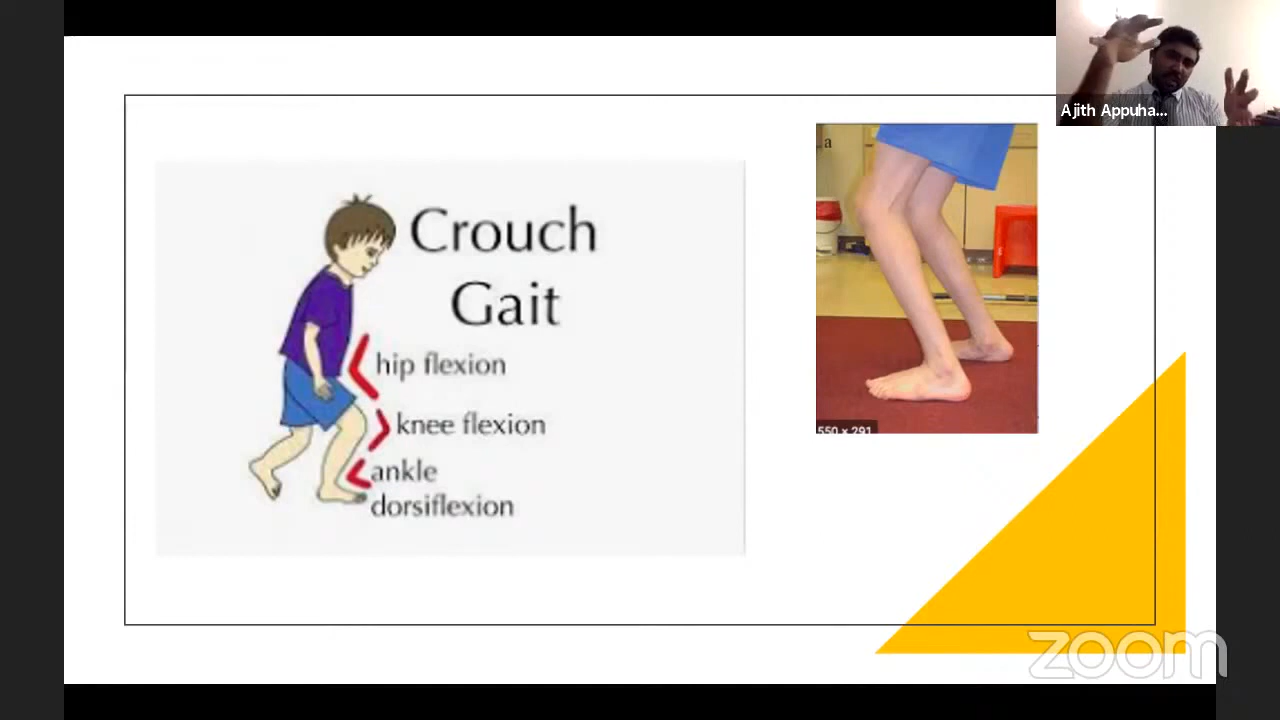 Crouch
Gait
hip flexion
knee flexion
ankle
dorsiflexion
a
550 × 291
Ajith Appuha...
zoom